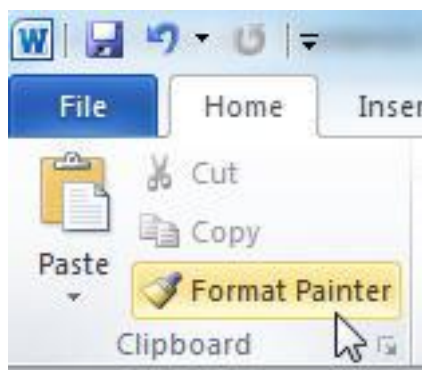 W
File Home Inser
Cut
Copy
Paste
Format Painter
Clipboard